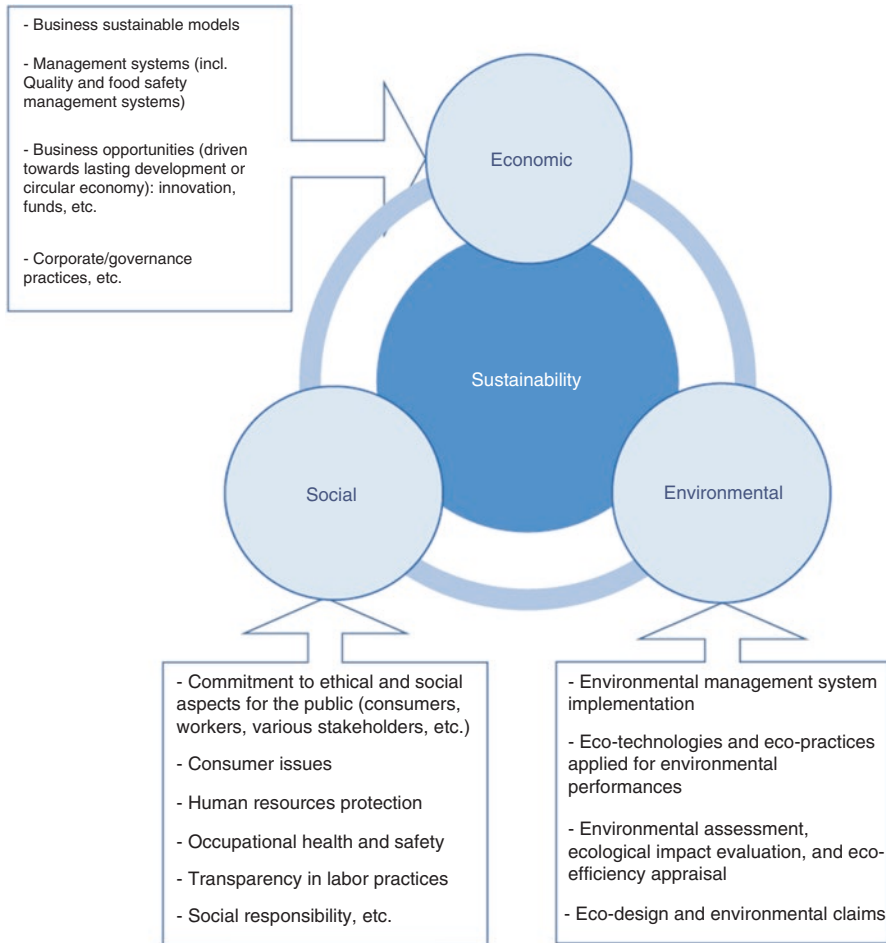 - Business sustainable models
- Management systems (incl.
Quality and food safety
management systems)
- Business opportunities (driven
towards lasting development or
circular economy): innovation,
funds, etc.
- Corporate/governance
practices, etc.
Economic
Sustainability
Social
Environmental
- Commitment to ethical and social
aspects for the public (consumers,
workers, various stakeholders, etc.)
- Consumer issues
- Human resources protection
- Occupational health and safety
- Transparency in labor practices
- Social responsibility, etc.
- Environmental management system
implementation
- Eco-technologies and eco-practices
applied for environmental
performances
- Environmental assessment,
ecological impact evaluation, and eco-
efficiency appraisal
- Eco-design and environmental claims